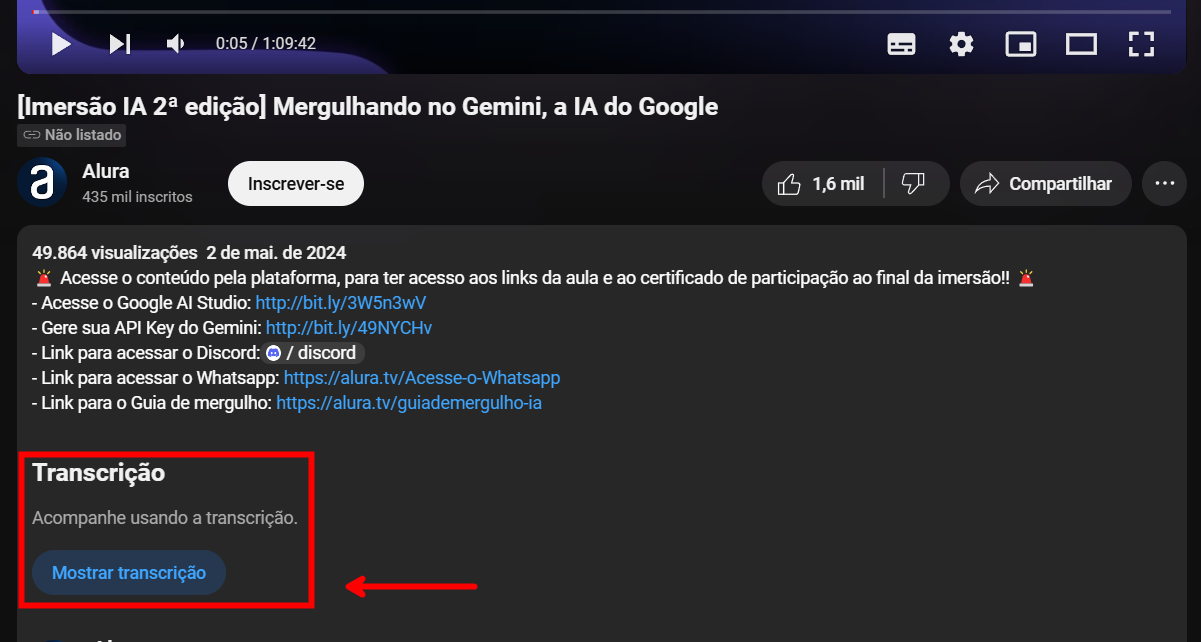 0:05 / 1:09:42
[Imersão IA 2ª edição] Mergulhando no Gemini, a IA do Google
Não listado
Alura
435 mil inscritos
Inscrever-se
1,6 mil
Compartilhar
49.864 visualizações 2 de mai. de 2024
🚨 Acesse o conteúdo pela plataforma, para ter acesso aos links da aula e ao certificado de participação ao final da imersão!! 🚨
- Acesse o Google AI Studio: http://bit.ly/3W5n3wV
- Gere sua API Key do Gemini: http://bit.ly/49NYCHv
- Link para acessar o Discord: / discord
- Link para acessar o Whatsapp: https://alura.tv/Acesse-o-Whatsapp
- Link para o Guia de mergulho: https://alura.tv/guiademergulho-ia
Transcrição
Acompanhe usando a transcrição.
Mostrar transcrição